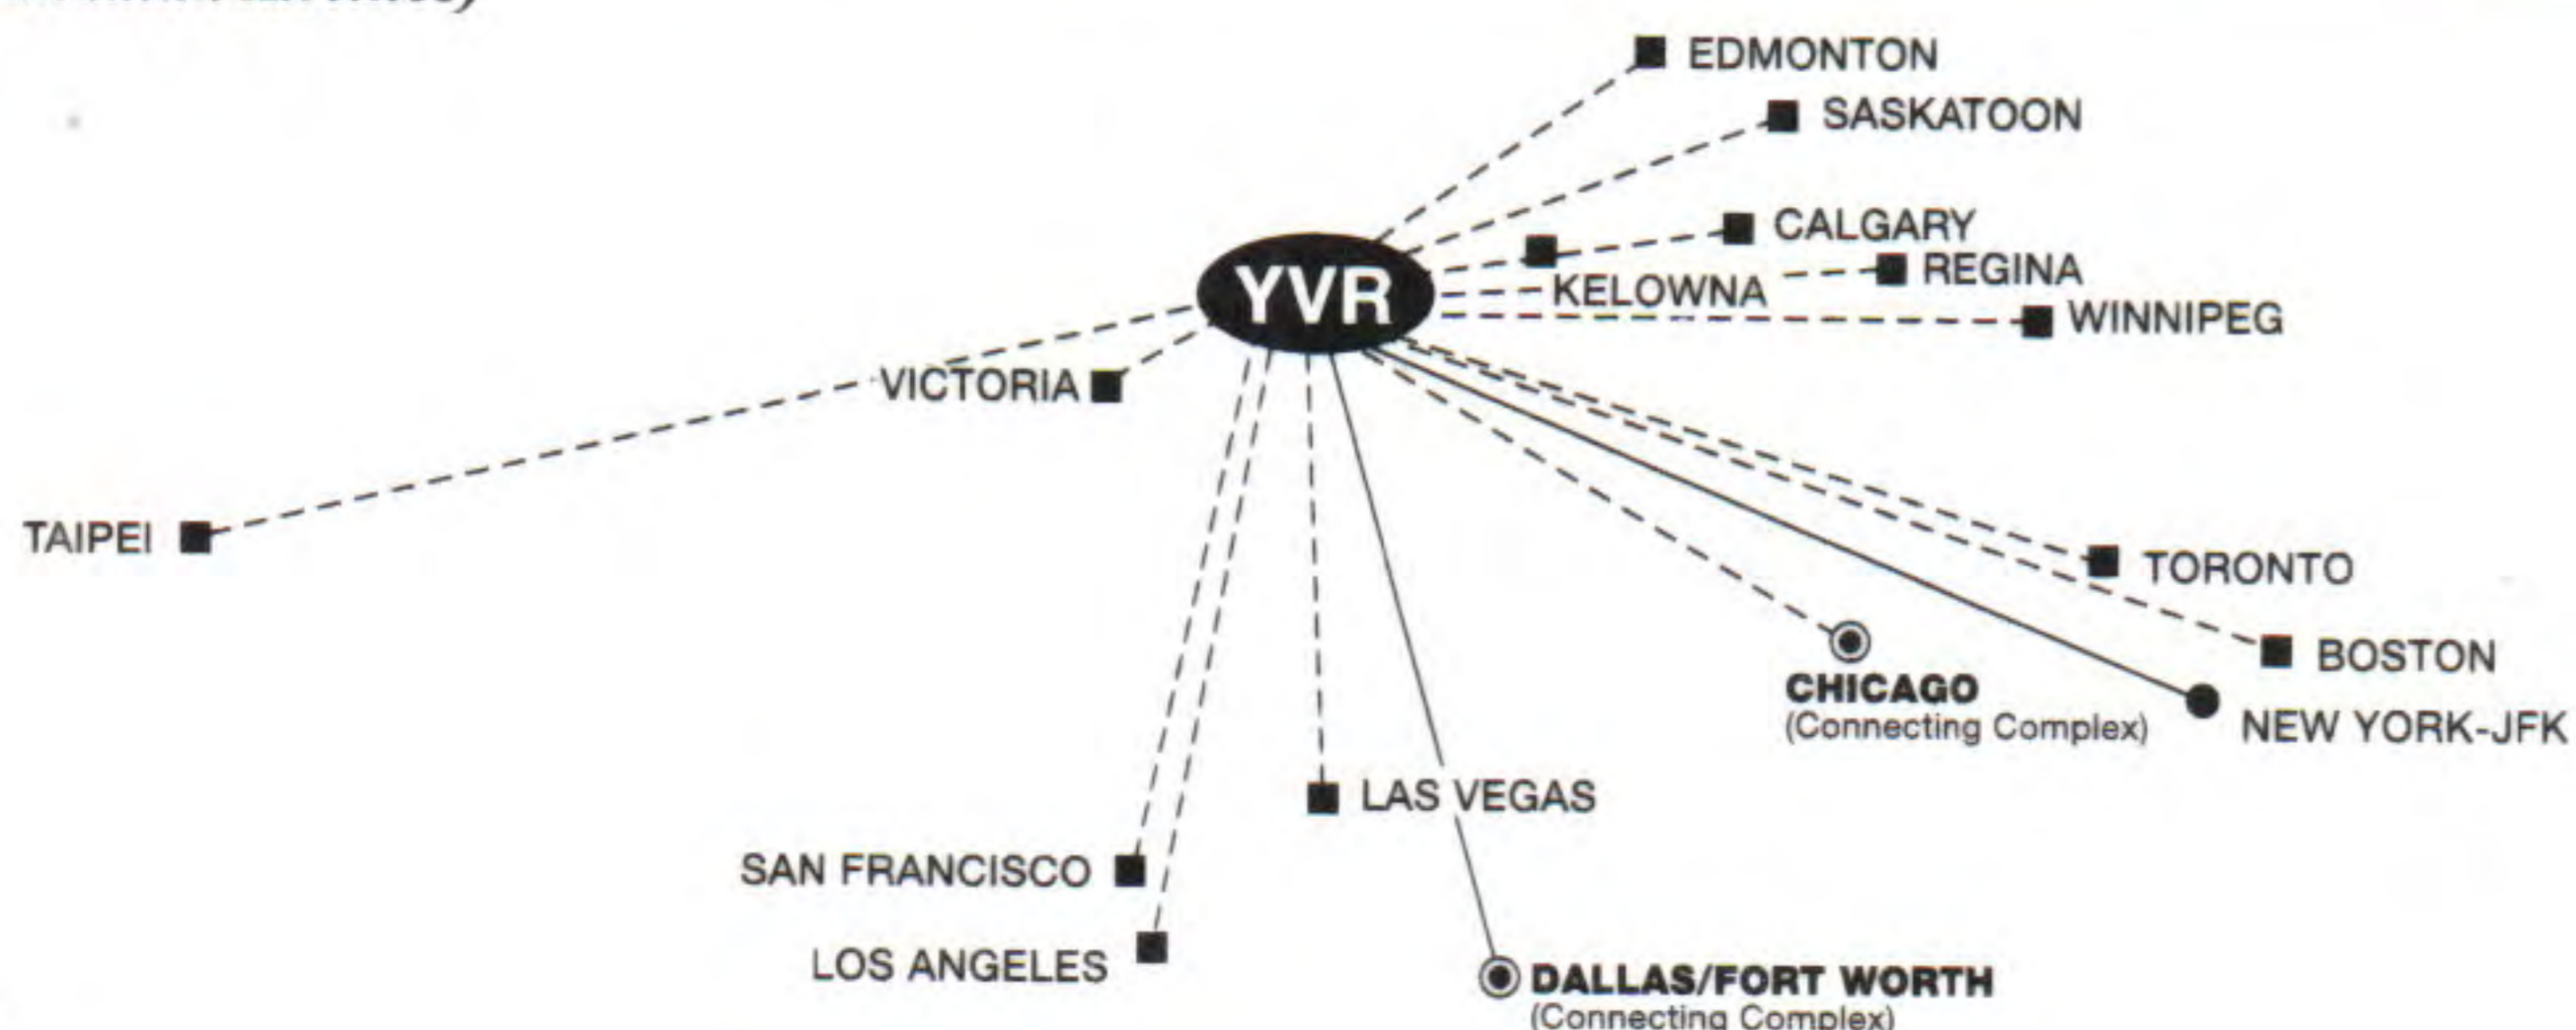 EDMONTON
SASKATOON
CALGARY
KELOWNA
REGINA
WINNIPEG
YVR
VICTORIA
TAIPEI
TORONTO
BOSTON
CHICAGO
(Connecting Complex)
NEW YORK-JFK
LAS VEGAS
SAN FRANCISCO
LOS ANGELES
DALLAS/FORT WORTH
(Connecting Complex)